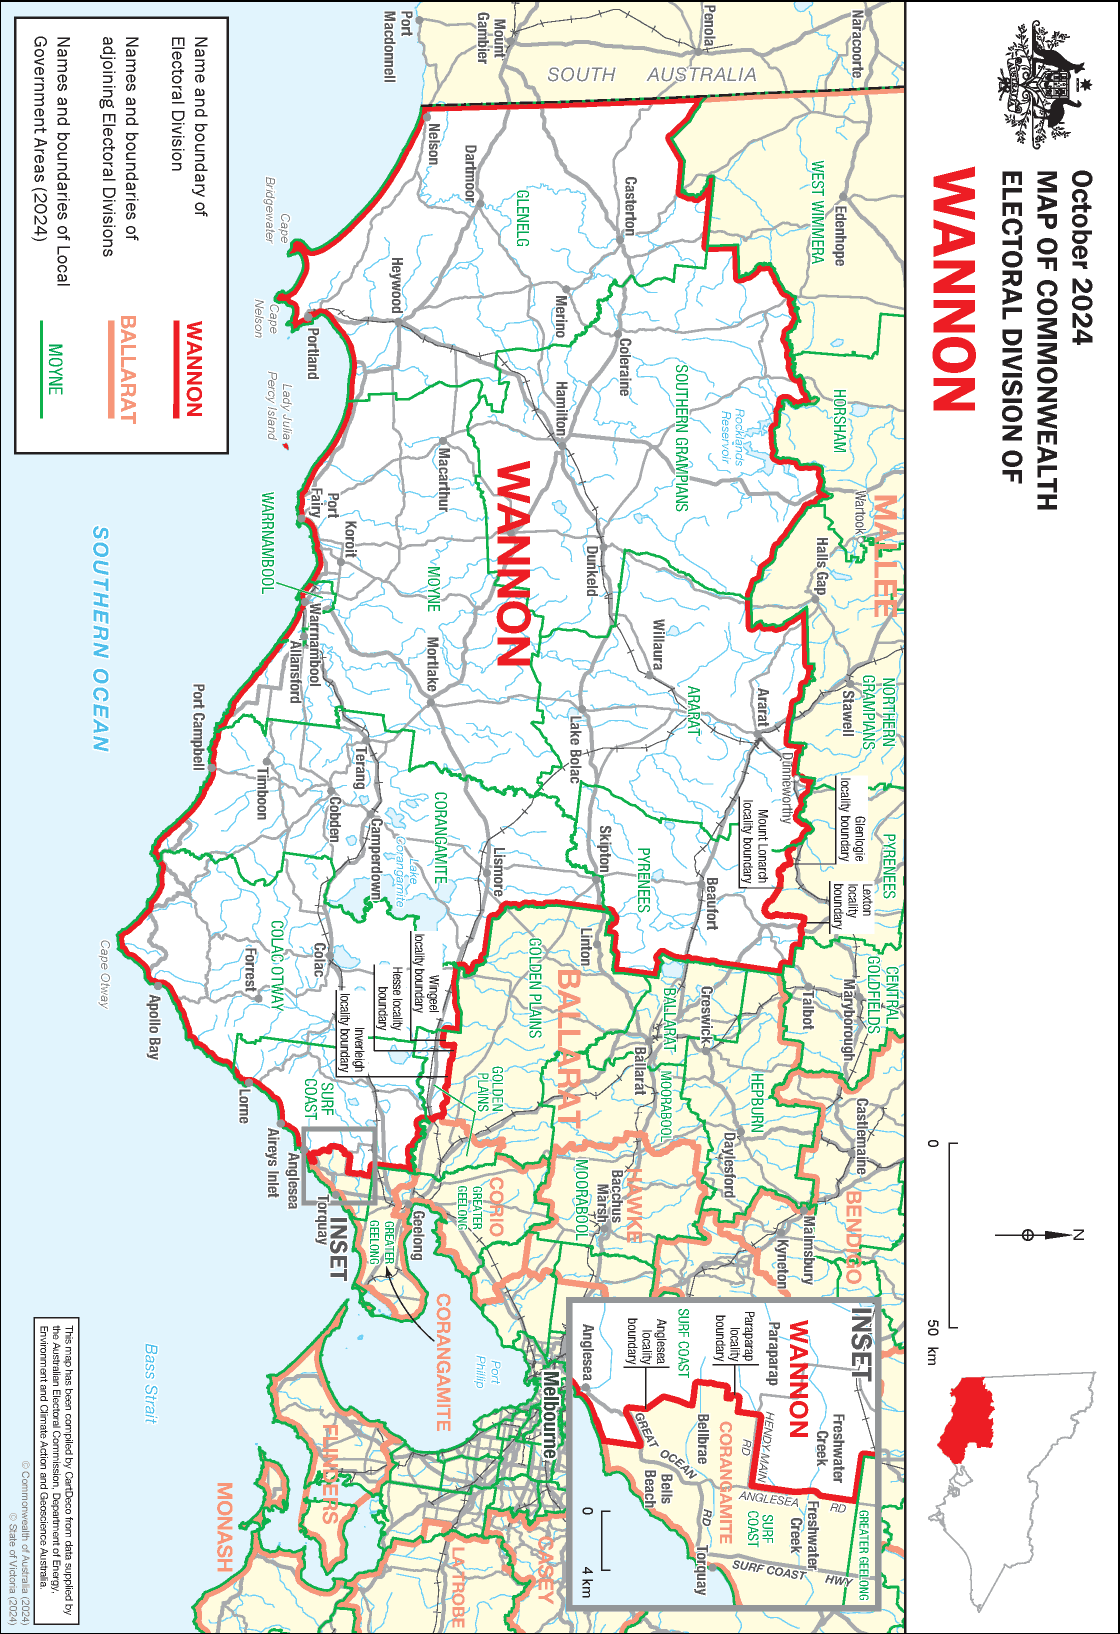 October 2024
MAP OF COMMONWEALTH
ELECTORAL DIVISION OF
WANNON
N
0
50 km
Name and boundary of
Electoral Division
WANNON
Names and boundaries of
adjoining Electoral Divisions
BALLARAT
Names and boundaries of Local
Government Areas (2024)
MOYNE
Naracoorte
Penola
Mount
Gambier
Port
Macdonnell
SOUTH AUSTRALIA
Edenhope
WEST WIMMERA
HORSHAM
MALLEE
Wartook
Halls Gap
NORTHERN
GRAMPIANS
Stawell
PYRENEES
Glenlogie
locality boundary
Lexton
locality
boundary
CENTRAL
GOLDFIELDS
Maryborough
Talbot
Castlemaine
BENDIGO
Malmsbury
Kyneton
Casterton
GLENELG
Dartmoor
Nelson
Merino
Coleraine
SOUTHERN GRAMPIANS
Rocklands
Reservoir
Hamilton
WANNON
Dunkeld
Willaura
ARARAT
Ararat
Dunneworthy
Mount Lonarch
locality boundary
Lake Bolac
Skipton
PYRENEES
Beaufort
Linton
BALLARAT
Creswick
Ballarat
HEPBURN
Daylesford
MOORABOOL
GOLDEN PLAINS
BALLARAT
HAWKE
Bacchus
Marsh
MOORABOOL
Heywood
Portland
Cape
Bridgewater
Cape
Nelson
Lady Julia
Percy Island
Macarthur
Port
Fairy
Koroit
MOYNE
WARRNAMBOOL
Warrnambool
Allansford
Mortlake
Port Campbell
Timboon
Terang
Cobden
Camperdown
Lake
Corangamite
CORANGAMITE
Lismore
Wingeel
locality boundary
Hesse locality
boundary
Inverleigh
locality boundary
GOLDEN
PLAINS
Colac
COLAC OTWAY
Forrest
Cape Otway
Apollo Bay
Lorne
SURF
COAST
Aireys Inlet
Anglesea
Torquay
INSET
GREATER
GEELONG
Geelong
GREATER
GEELONG
CORIO
CORANGAMITE
Port
Phillip
Melbourne
FLINDERS
MONASH
LA TROBE
CASEY
SOUTHERN OCEAN
Bass Strait
INSET
WANNON
Paraparap
Paraparap
locality
boundary
SURF COAST
Anglesea
locality
boundary
Anglesea
Freshwater
Creek
HENDY-MAIN
RD
Bellbrae
CORANGAMITE
GREAT OCEAN RD
Bells
Beach
ANGLESEA RD
Freshwater
Creek
SURF
COAST
GREATER GEELONG
Torquay
SURF COAST HWY
0
4 km
This map has been compiled by CartDeco from data supplied by
the Australian Electoral Commission, Department of Energy,
Environment and Climate Action and Geoscience Australia.
© Commonwealth of Australia (2024)
© State of Victoria (2024)